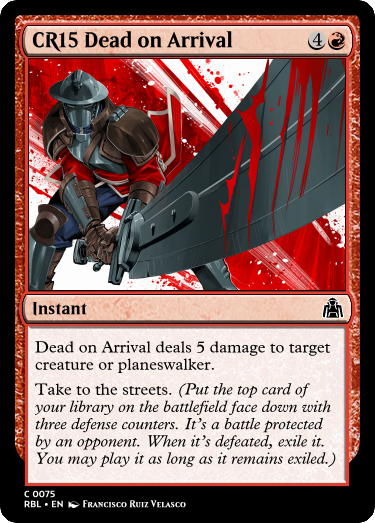 CR15 Dead on Arrival 4
Instant
Dead on Arrival deals 5 damage to target
creature or planeswalker.
Take to the streets. (Put the top card of
your library on the battlefield face down with
three defense counters. It's a battle protected
by an opponent. When it's defeated, exile it.
You may play it as long as it remains exiled.)
C 0075
RBL • EN Francisco Ruiz Velasco